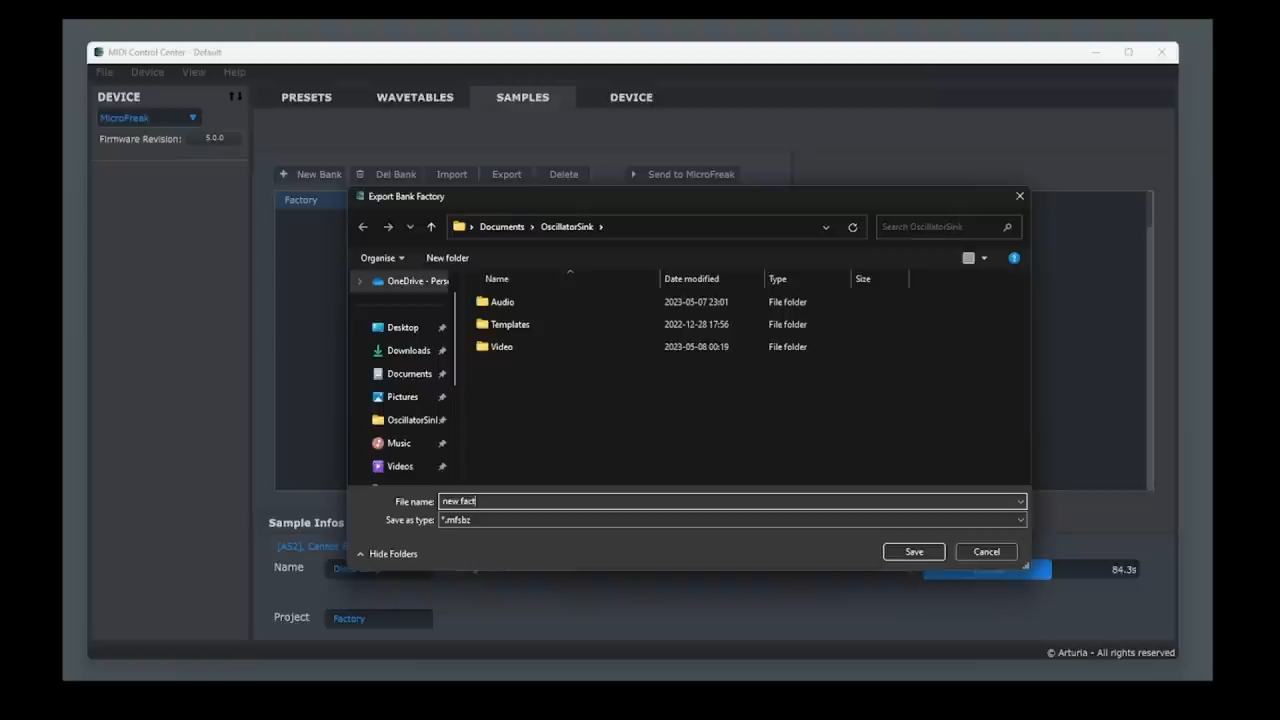 MIDI Control Center - Default
File Device View Help
DEVICE
MicroFreak
Firmware Revision: 5.0.0
PRESETS WAVETABLES SAMPLES DEVICE
New Bank Del Bank Import Export Delete Send to MicroFreak
Factory
Export Bank Factory
Documents OscillatorSink
Search OscillatorSink
Organise New folder
Name Date modified Type Size
OneDrive - Pers
Desktop
Downloads
Documents
Pictures
OscillatorSinl
Music
Videos
Audio 2023-05-07 23:01 File folder
Templates 2022-12-28 17:56 File folder
Video 2023-05-08 00:19 File folder
File name: new fact
Save as type: *.mfsbz
Hide Folders
Save Cancel
Sample Infos
[AS2], Cannot
Name
84.3s
Project Factory
© Arturia - All rights reserved